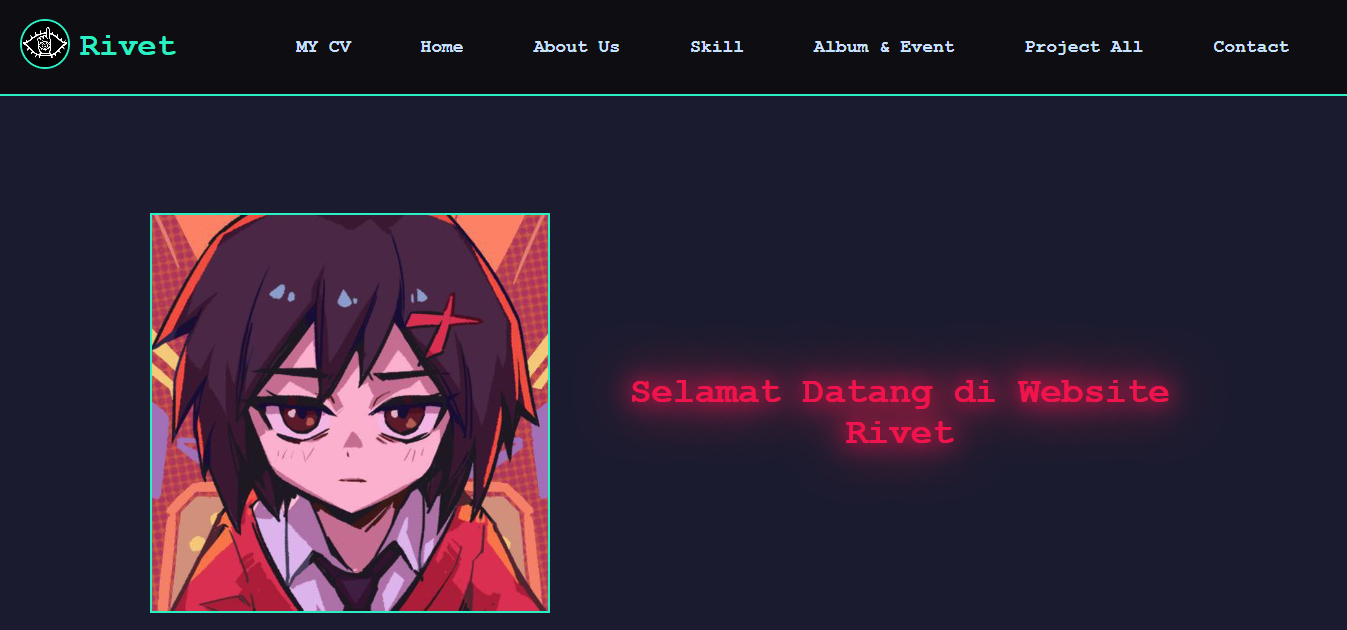 Rivet
MY CV
Home
About Us
Skill
Album & Event
Project All
Contact
Selamat Datang di Website
Rivet